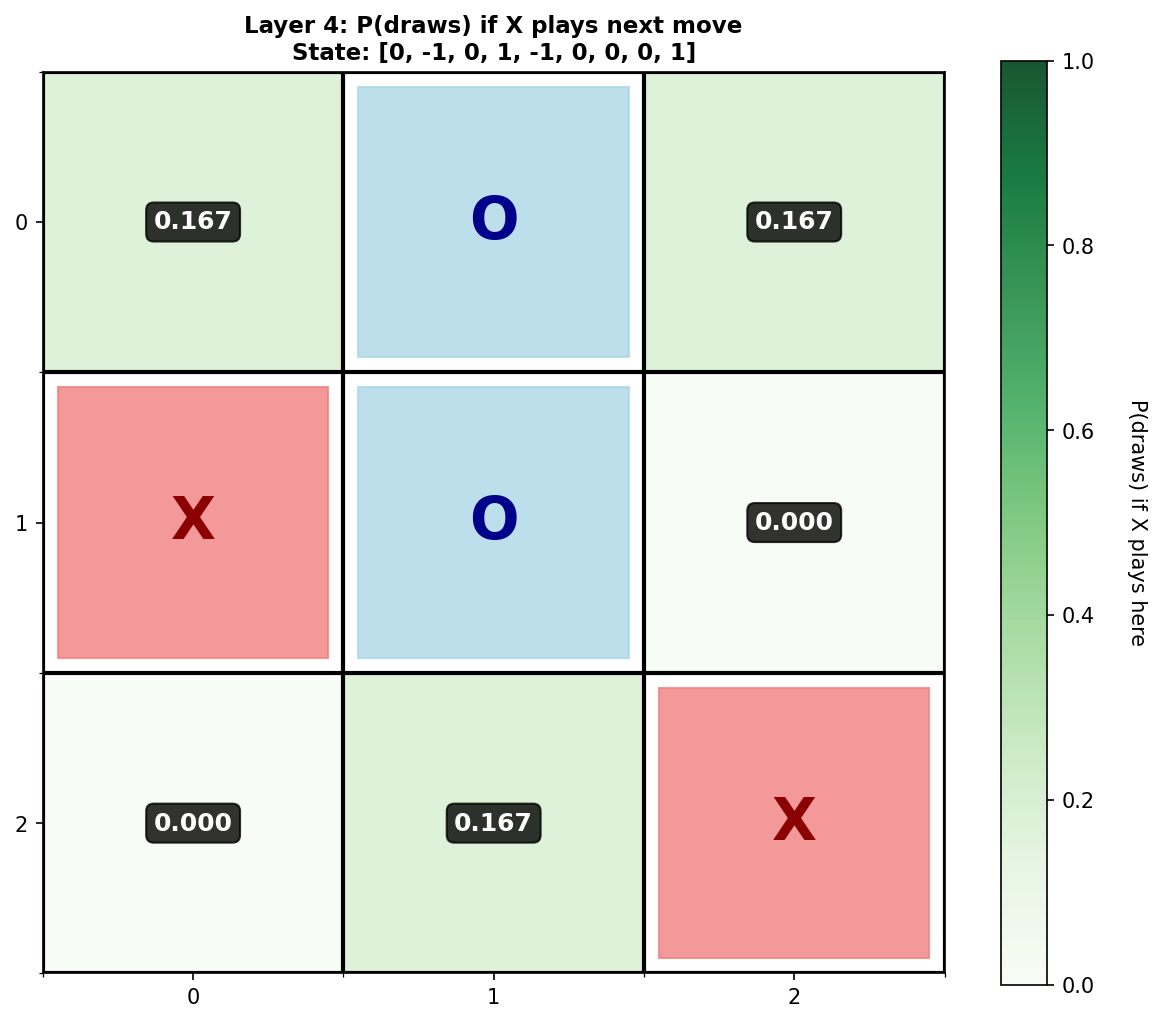 Layer 4: P(draws) if X plays next move
State: [0, -1, 0, 1, -1, 0, 0, 0, 1]
0
0.167
O
0.167
1
X
O
0.000
2
0.000
0.167
X
0
1
2
1.0
0.8
0.6
0.4
0.2
0.0
P(draws) if X plays here